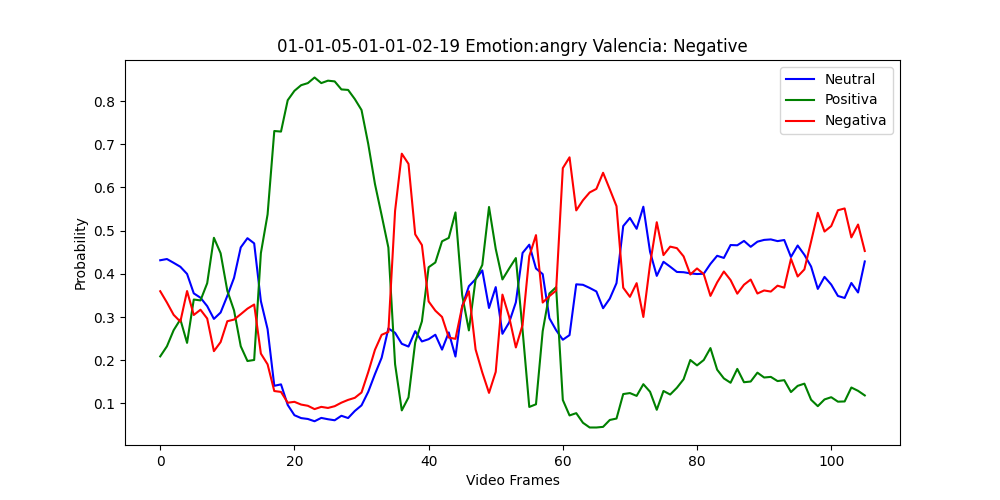 01-01-05-01-01-02-19 Emotion:angry Valencia: Negative
Neutral
Positiva
Negativa
Probability
0.8
0.7
0.6
0.5
0.4
0.3
0.2
0.1
0 20 40 60 80 100
Video Frames